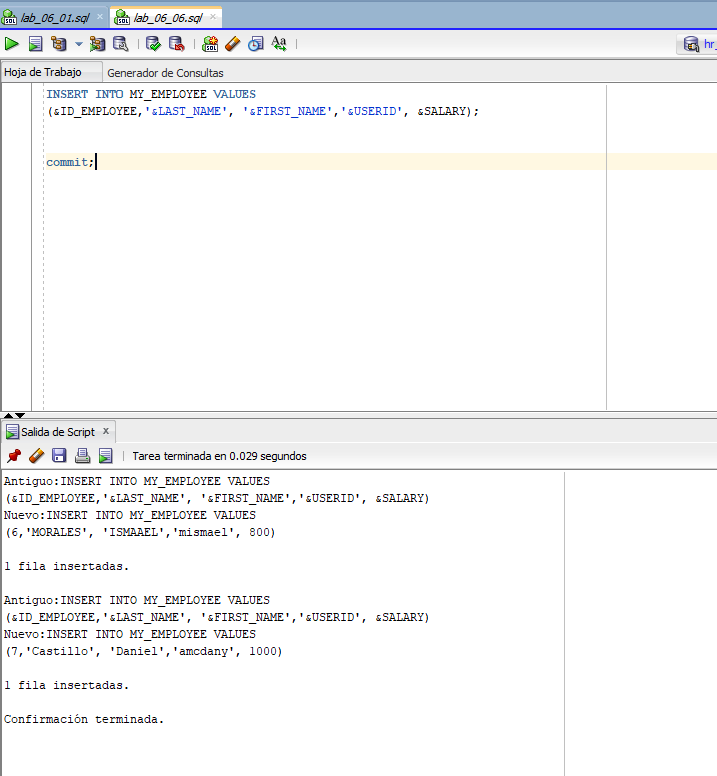 lab_06_01.sql × lab_06_06.sql ×
SQL
hr_
Hoja de Trabajo Generador de Consultas
INSERT INTO MY_EMPLOYEE VALUES
(&ID_EMPLOYEE,'&LAST_NAME', '&FIRST_NAME','&USERID', &SALARY);
commit;
Salida de Script x
Tarea terminada en 0.029 segundos
Antiguo:INSERT INTO MY_EMPLOYEE VALUES
(&ID_EMPLOYEE,'&LAST_NAME', '&FIRST_NAME','&USERID', &SALARY)
Nuevo:INSERT INTO MY_EMPLOYEE VALUES
(6,'MORALES', 'ISMAAEL','mismael', 800)
1 fila insertadas.
Antiguo:INSERT INTO MY_EMPLOYEE VALUES
(&ID_EMPLOYEE,'&LAST_NAME', '&FIRST_NAME','&USERID', &SALARY)
Nuevo:INSERT INTO MY_EMPLOYEE VALUES
(7,'Castillo', 'Daniel','amcdany', 1000)
1 fila insertadas.
Confirmación terminada.